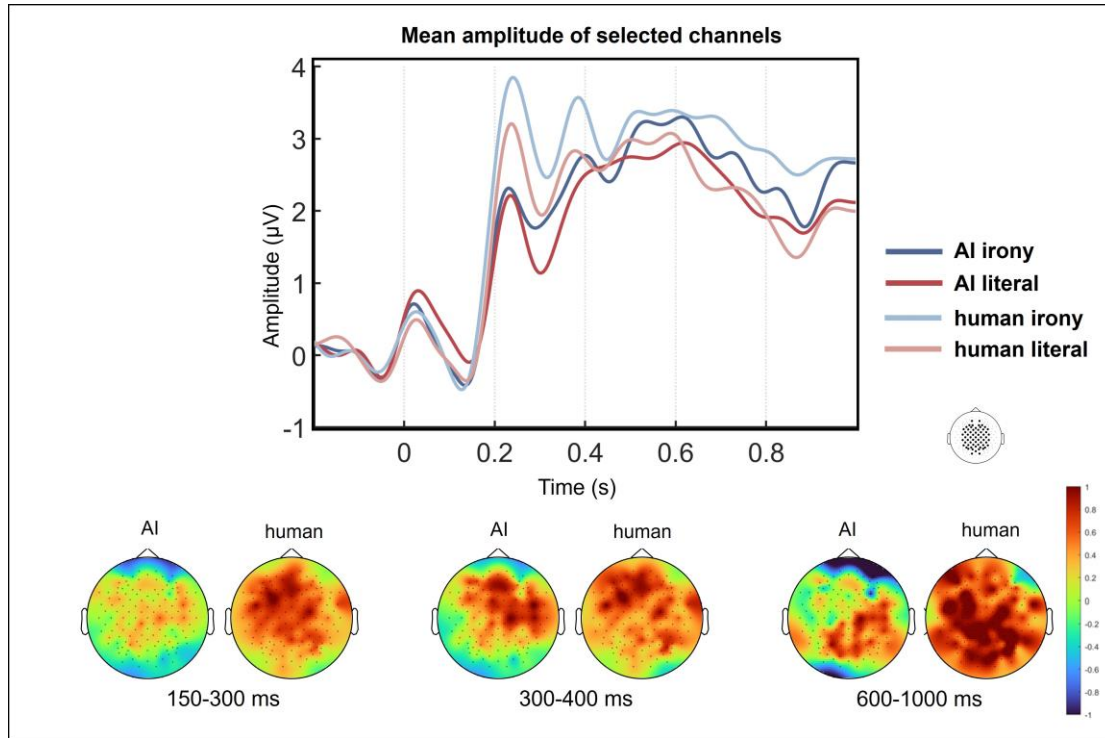 Mean amplitude of selected channels
4
3
2
1
0
-1
Amplitude (µV)
0
0.2
0.4
0.6
0.8
Time (s)
AI irony
AI literal
human irony
human literal
AI
human
AI
human
AI
human
150-300 ms
300-400 ms
600-1000 ms
1
0.8
0.6
0.4
0.2
0
-0.2
-0.4
-0.6
-0.8
-1